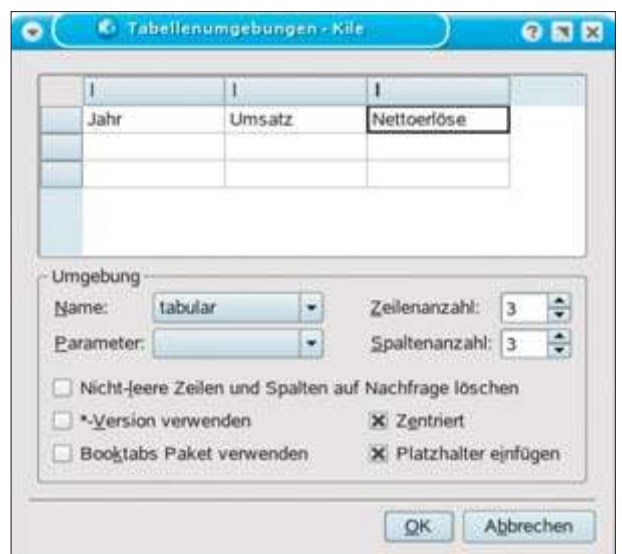 Tabellenumgebungen - Kile
l l l
Jahr Umsatz Nettoerlöse
Umgebung
Name: tabular Zeilenanzahl: 3
Parameter: Spaltenanzahl: 3
Nicht-leere Zeilen und Spalten auf Nachfrage löschen
*-Version verwenden Zentriert
Booktabs Paket verwenden Platzhalter einfügen
OK Abbrechen